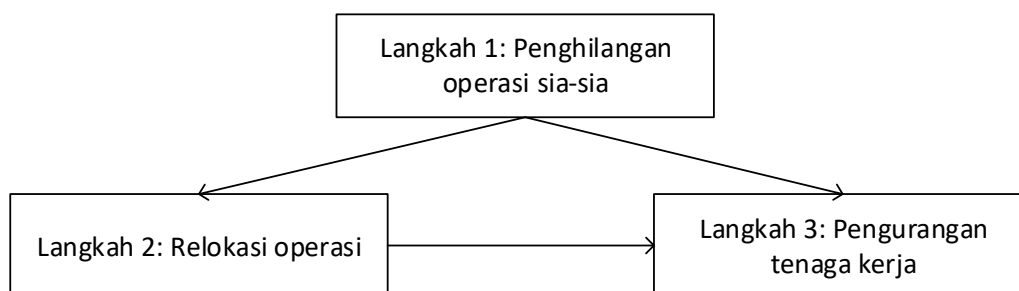 Langkah 1: Penghilangan
operasi sia-sia
Langkah 2: Relokasi operasi
Langkah 3: Pengurangan
tenaga kerja